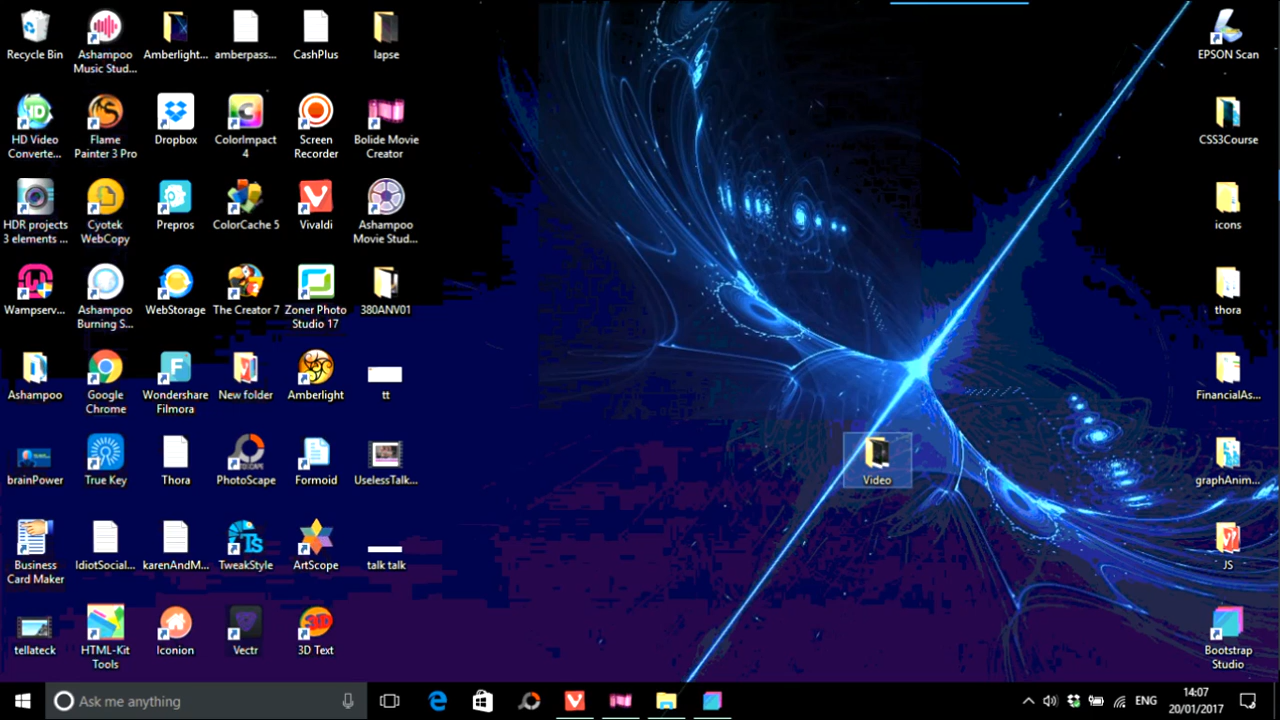 Recycle Bin
Ashampoo
Music Stud...
Amberlight...
amberpass...
CashPlus
lapse
EPSON Scan
HD Video
Converte...
Flame
Painter 3 Pro
Dropbox
ColorImpact
4
Screen
Recorder
Bolide Movie
Creator
CSS3Course
HDR projects
3 elements ...
Cyotek
WebCopy
Prepros
ColorCache 5
Vivaldi
Ashampoo
Movie Stud...
icons
Wampserv...
Ashampoo
Burning S...
WebStorage
The Creator 7
Zoner Photo
Studio 17
380ANV01
thora
Ashampoo
Google
Chrome
Wondershare
Filmora
New folder
Amberlight
tt
FinancialAs...
brainPower
True Key
Thora
PhotoScape
Formoid
UselessTalk...
Video
graphAnim...
Business
Card Maker
IdiotSocial...
karenAndM...
TweakStyle
ArtScope
talk talk
JS
tellateck
HTML-Kit
Tools
Iconion
Vectr
3D Text
Bootstrap
Studio
Ask me anything
ENG
14:07
20/01/2017